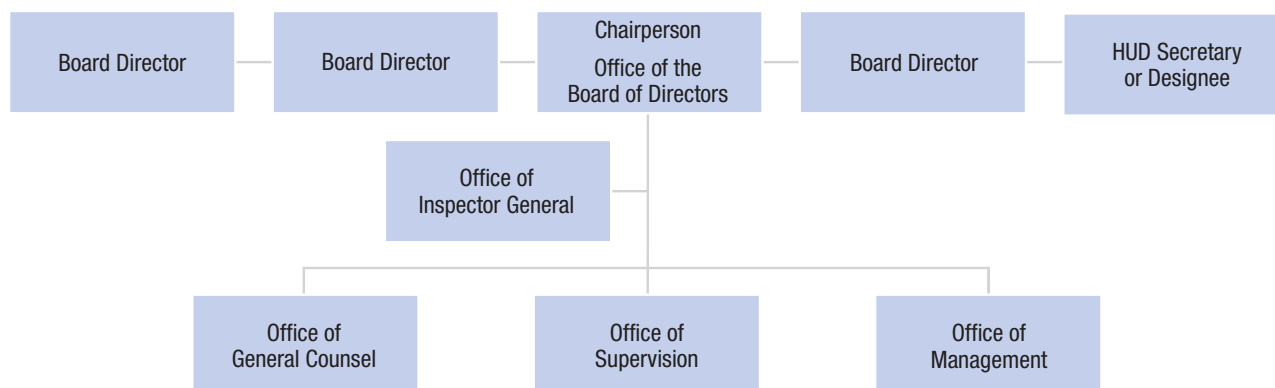 Board Director
Board Director
Chairperson
Office of the
Board of Directors
Board Director
HUD Secretary
or Designee
Office of
Inspector General
Office of
General Counsel
Office of
Supervision
Office of
Management